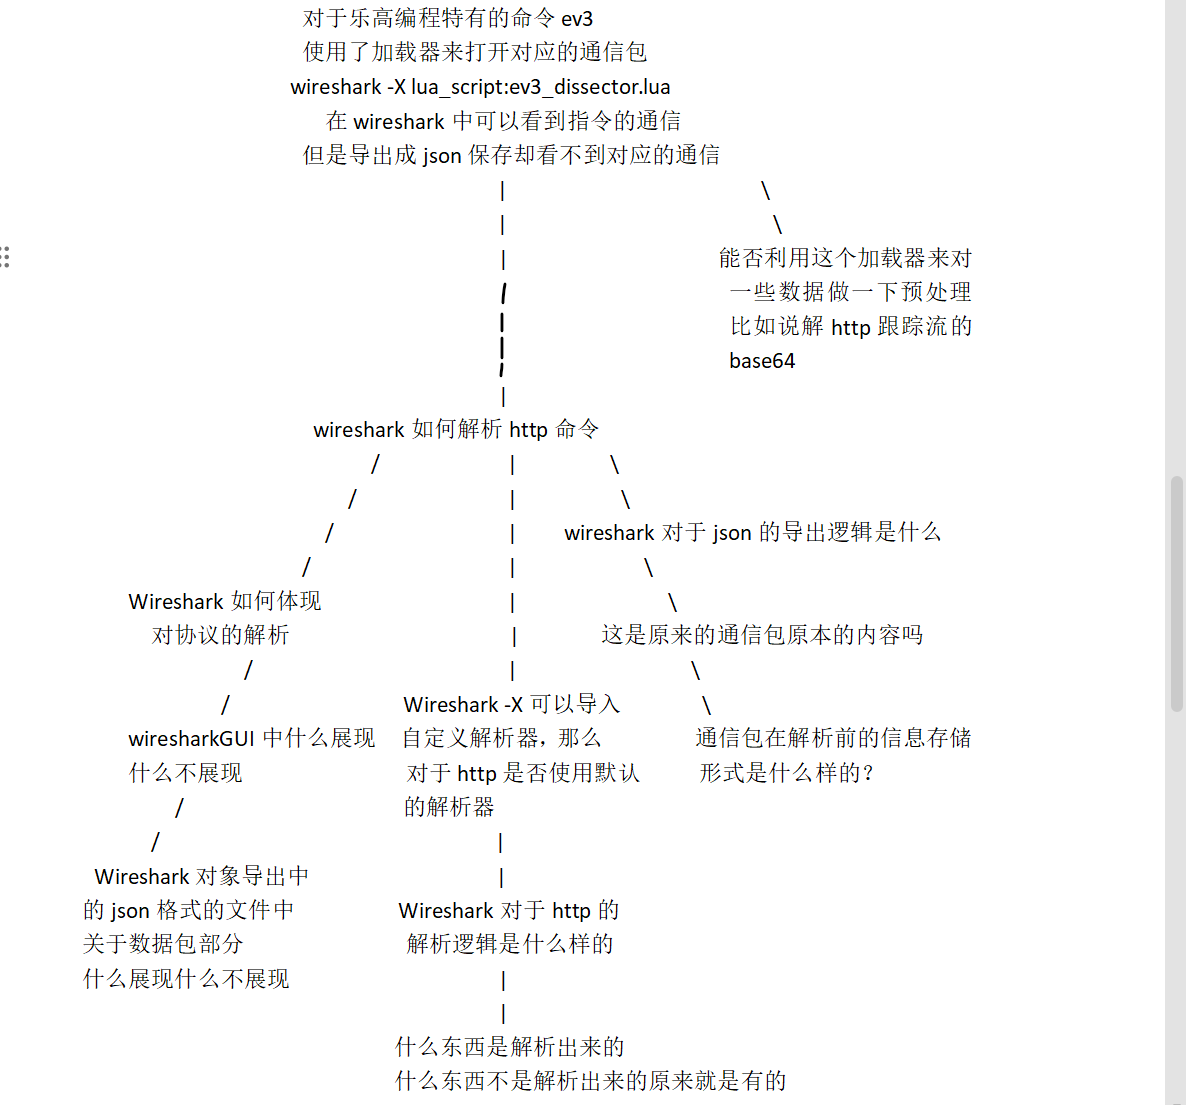 对于乐高编程特有的命令 ev3
使用了加载器来打开对应的通信包
wireshark -X lua_script:ev3_dissector.lua
在 wireshark 中可以看到指令的通信
但是导出成 json 保存却看不到对应的通信
能否利用这个加载器来对
一些数据做一下预处理
比如说解 http 跟踪流的
base64
wireshark 如何解析 http 命令
wireshark 对于 json 的导出逻辑是什么
Wireshark 如何体现
对协议的解析
这是原来的通信包原本的内容吗
wiresharkGUI 中什么展现
什么不展现
Wireshark -X 可以导入
自定义解析器，那么
对于 http 是否使用默认
的解析器
通信包在解析前的信息存储
形式是什么样的？
Wireshark 对象导出中
的 json 格式的文件中
关于数据包部分
什么展现什么不展现
Wireshark 对于 http 的
解析逻辑是什么样的
什么东西是解析出来的
什么东西不是解析出来的原来就是有的